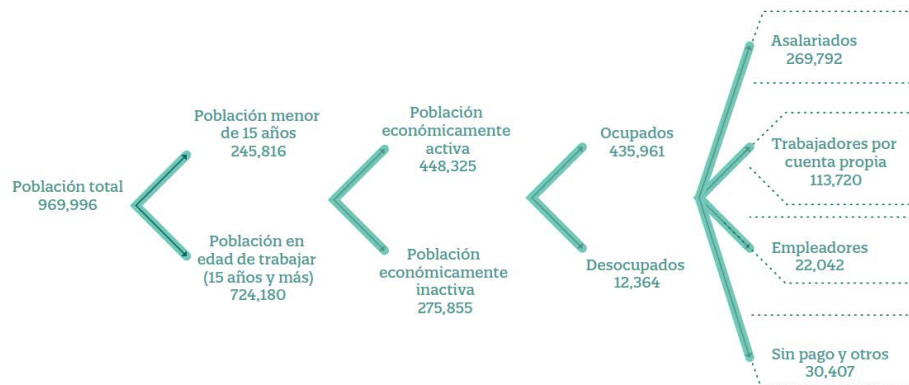 Población total
969,996
Población menor
de 15 años
245,816
Población en
edad de trabajar
(15 años y más)
724,180
Población
económicamente
activa
448,325
Población
económicamente
inactiva
275,855
Ocupados
435,961
Desocupados
12,364
Asalariados
269,792
Trabajadores por
cuenta propia
113,720
Empleadores
22,042
Sin pago y otros
30,407